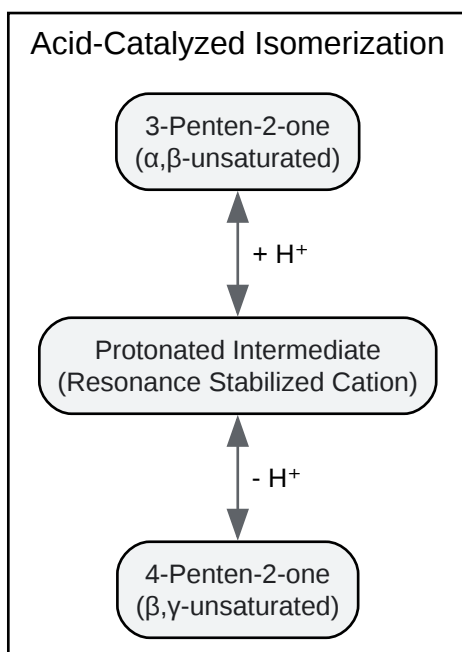 Acid-Catalyzed Isomerization
3-Penten-2-one
(α,β-unsaturated)
+ H⁺
Protonated Intermediate
(Resonance Stabilized Cation)
- H⁺
4-Penten-2-one
(β,γ-unsaturated)